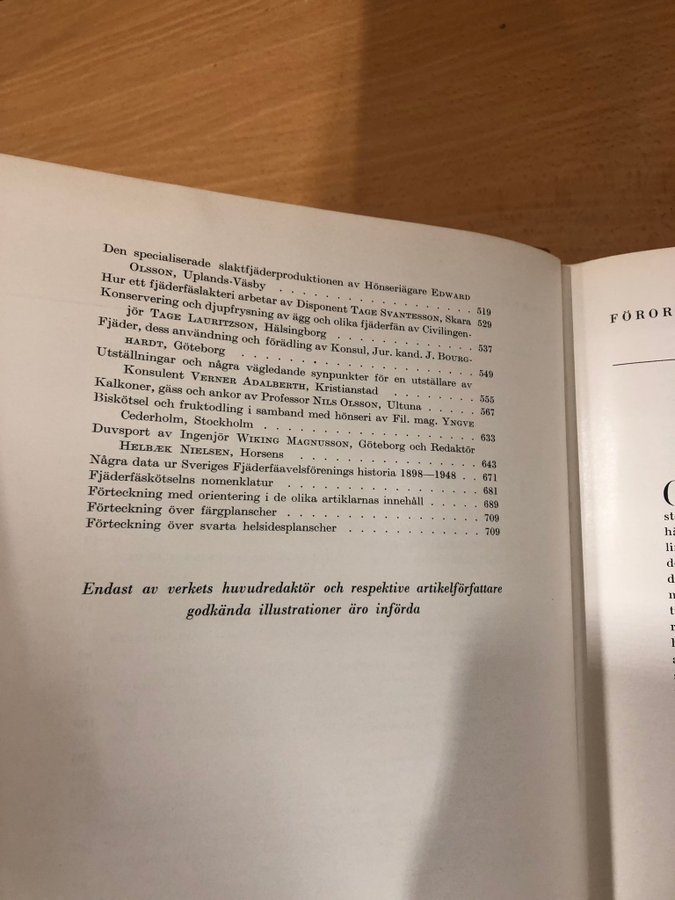 Den specialiserade slaktfjäderproduktionen av Hönseriägare EDWARD
OLSSON, Uplands-Väsby . . . . . . . . . . . . . . . 519
Hur ett fjäderfäslakteri arbetar av Disponent TAGE SVANTESSON, Skara 529
Konservering och djupfrysning av ägg och olika fjäderfän av Civilingen-
jör TAGE LAURITZSON, Hälsingborg . . . . . . . . . . 537
Fjäder, dess användning och förädling av Konsul, Jur. kand. J. BOURG-
HARDT, Göteborg . . . . . . . . . . . . . . . 549
Utställningar och några vägledande synpunkter för en utställare av
Konsulent VERNER ADALBERTH, Kristianstad . . . . . . . 555
Kalkoner, gäss och ankor av Professor NILS OLSSON, Ultuna . . . . 567
Biskötsel och fruktodling i samband med hönseri av Fil. mag. YNGVE
Cederholm, Stockholm . . . . . . . . . . . . . . 633
Duvsport av Ingenjör WIKING MAGNUSSON, Göteborg och Redaktör
HELBÆK NIELSEN, Horsens . . . . . . . . . . . . . 643
Några data ur Sveriges Fjäderfäavelsförenings historia 1898—1948 . . 671
Fjäderfäskötselns nomenklatur . . . . . . . . . . . . . 681
Förteckning med orientering i de olika artiklarnas innehåll . . . . . 689
Förteckning över färgplanscher . . . . . . . . . . . . . 709
Förteckning över svarta helsidesplanscher . . . . . . . . . . 709
Endast av verkets huvudredaktör och respektive artikelförfattare
godkända illustrationer äro införda
FÖROR